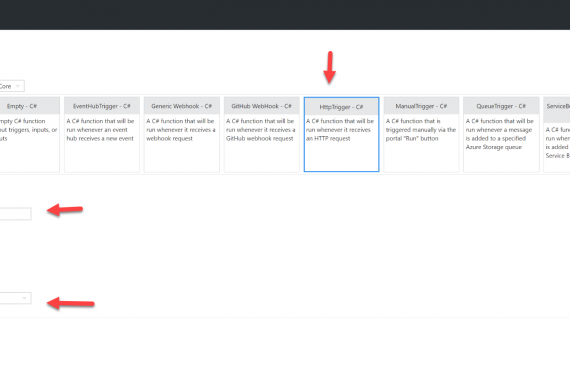 Core
Empty - C#
mpty C# function
out triggers, inputs, or
uts
EventHubTrigger - C#
A C# function that will be
run whenever an event
hub receives a new event
Generic Webhook - C#
A C# function that will be
run whenever it receives a
webhook request
GitHub WebHook - C#
A C# function that will be
run whenever it receives a
GitHub webhook request
HttpTrigger - C#
A C# function that will be
run whenever it receives
an HTTP request
ManualTrigger - C#
A C# function that is
triggered manually via the
portal "Run" button
QueueTrigger - C#
A C# function that will be
run whenever a message
is added to a specified
Azure Storage queue
ServiceB
A C# fu
run when
is added
Service B